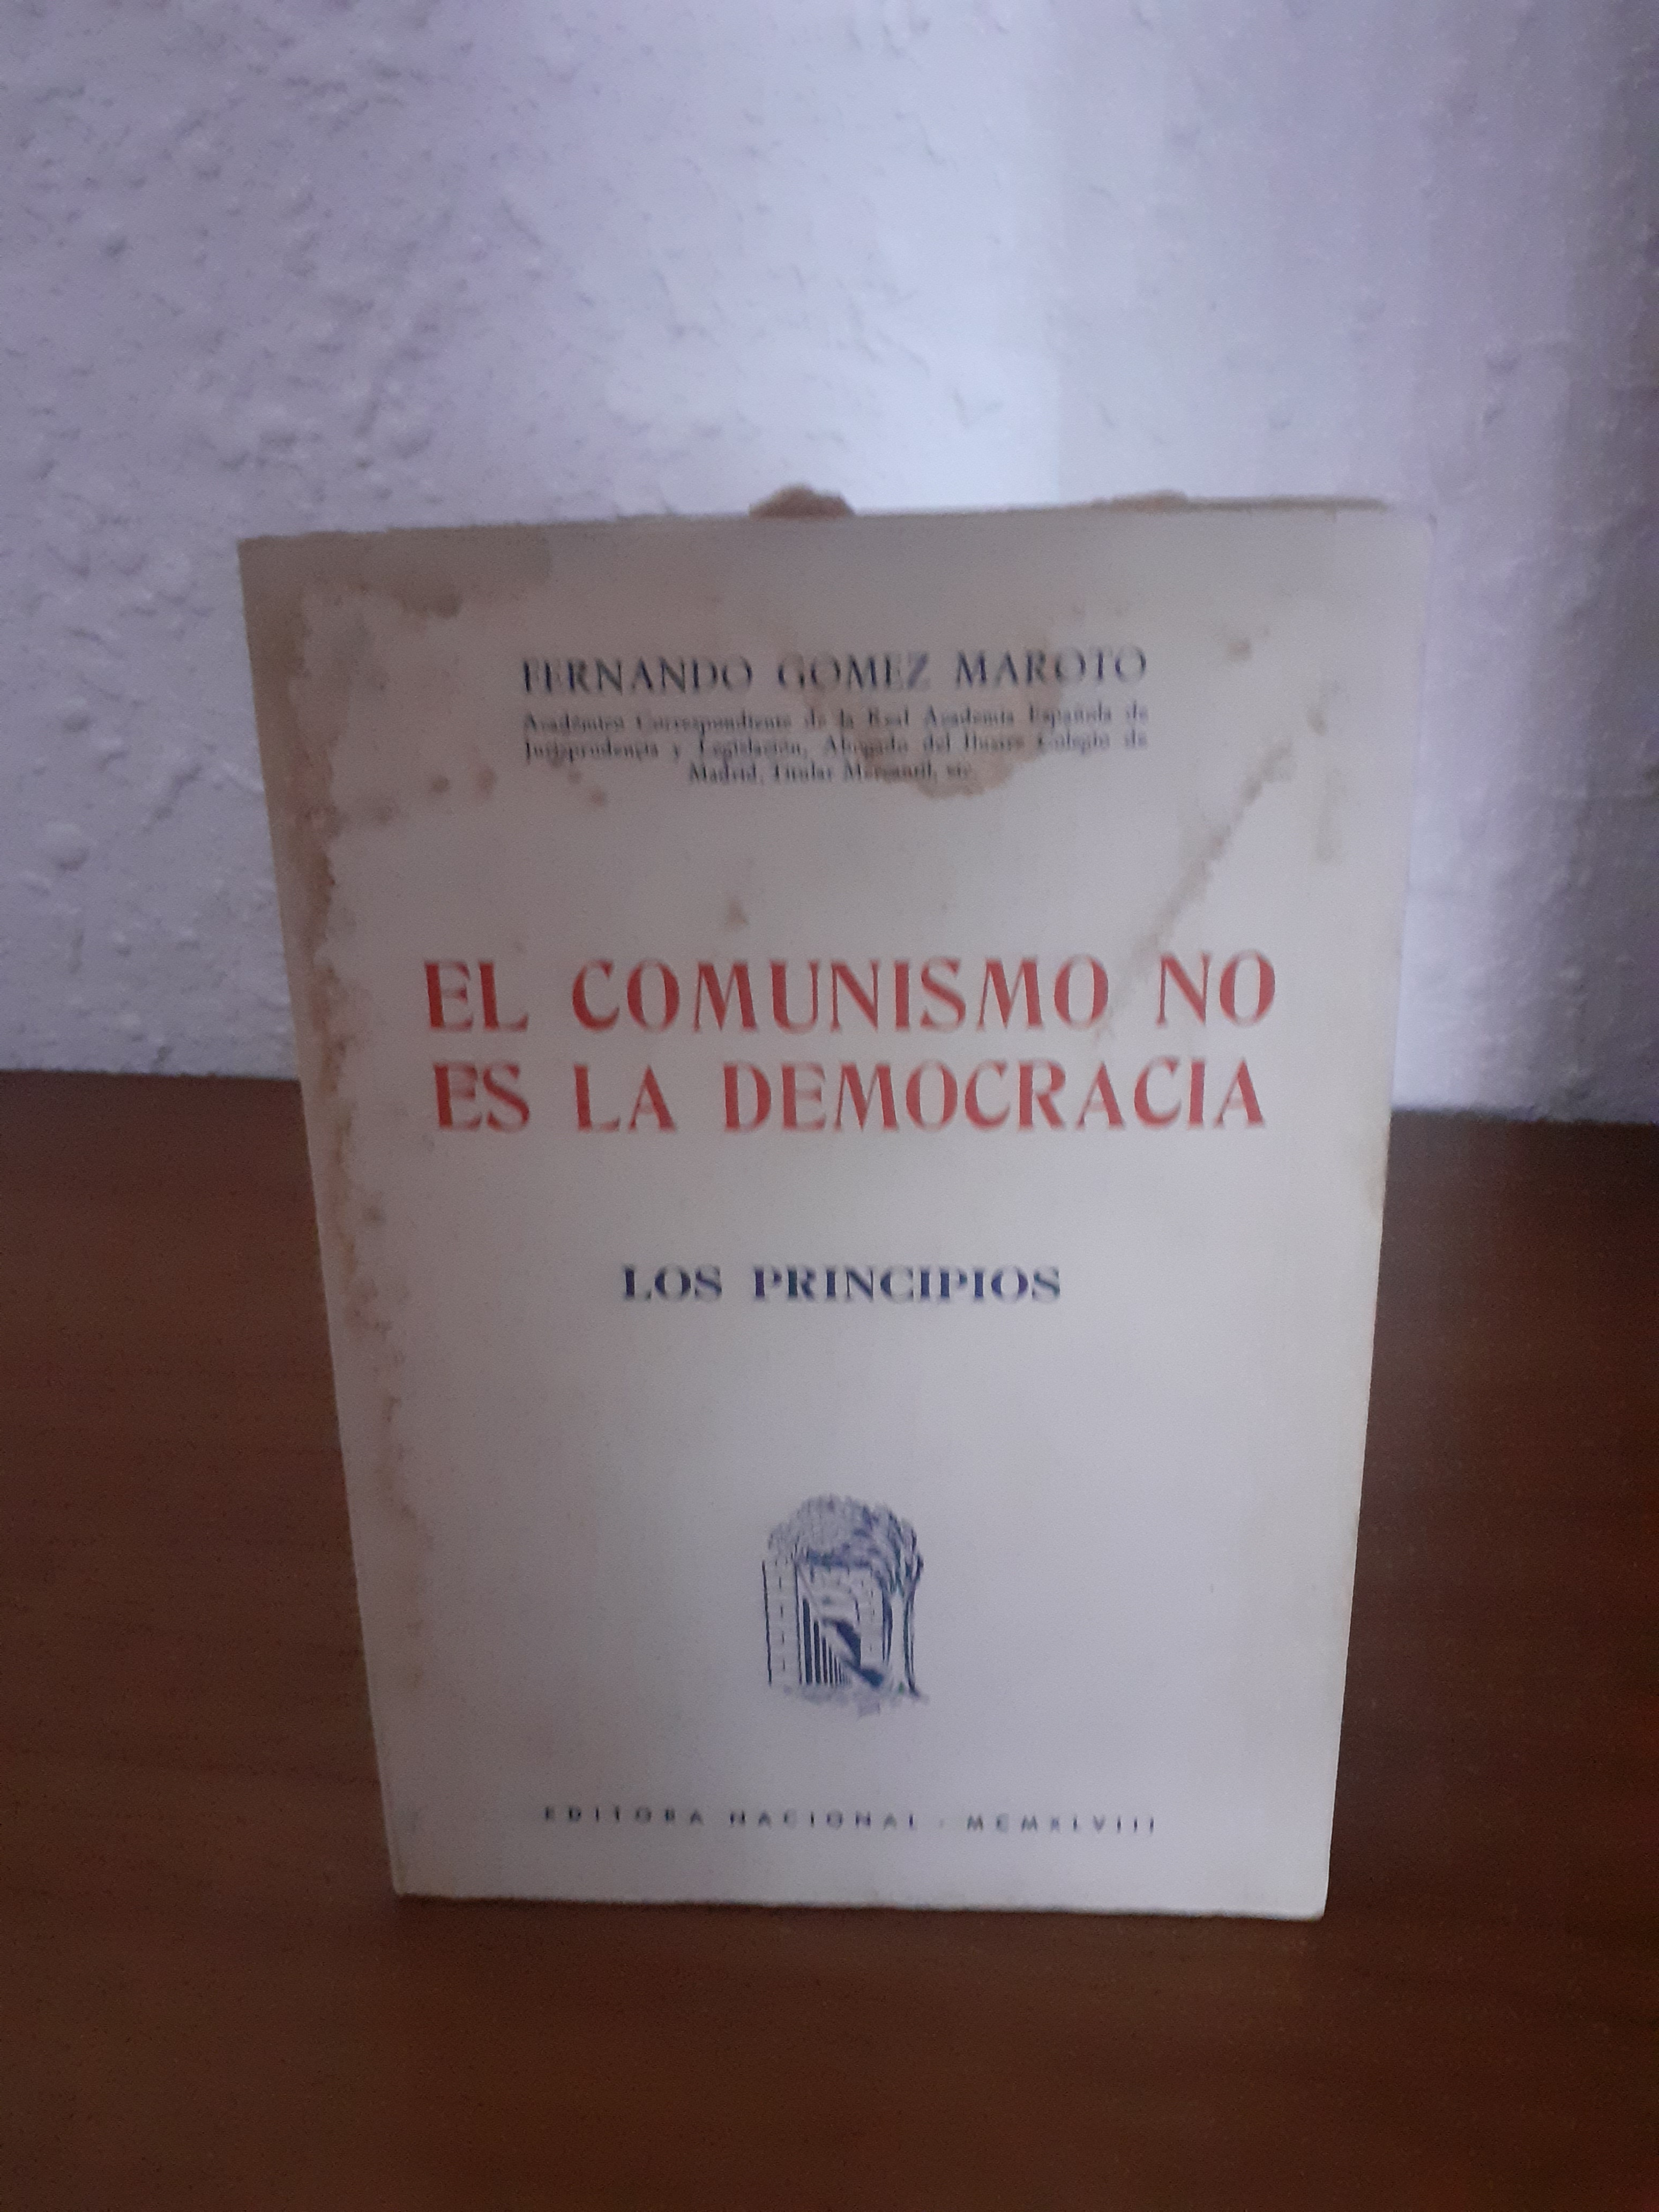 FERNANDO GOMEZ MAROTO
Académico Correspondiente de la Real Academia Española de
Jurisprudencia y Legislación, Abogado del Ilustre Colegio de
Madrid, Titular Mercantil, etc.
EL COMUNISMO NO
ES LA DEMOCRACIA
LOS PRINCIPIOS
EDITORA NACIONAL - MCMXLVIII